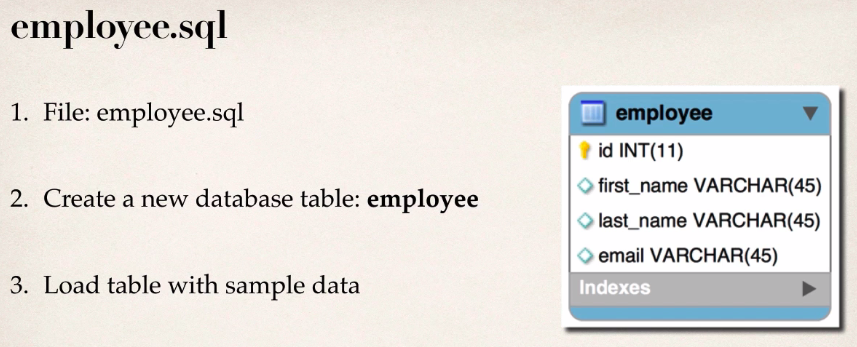 employee.sql
1. File: employee.sql
2. Create a new database table: employee
3. Load table with sample data
employee
id INT(11)
first_name VARCHAR(45)
last_name VARCHAR(45)
email VARCHAR(45)
Indexes